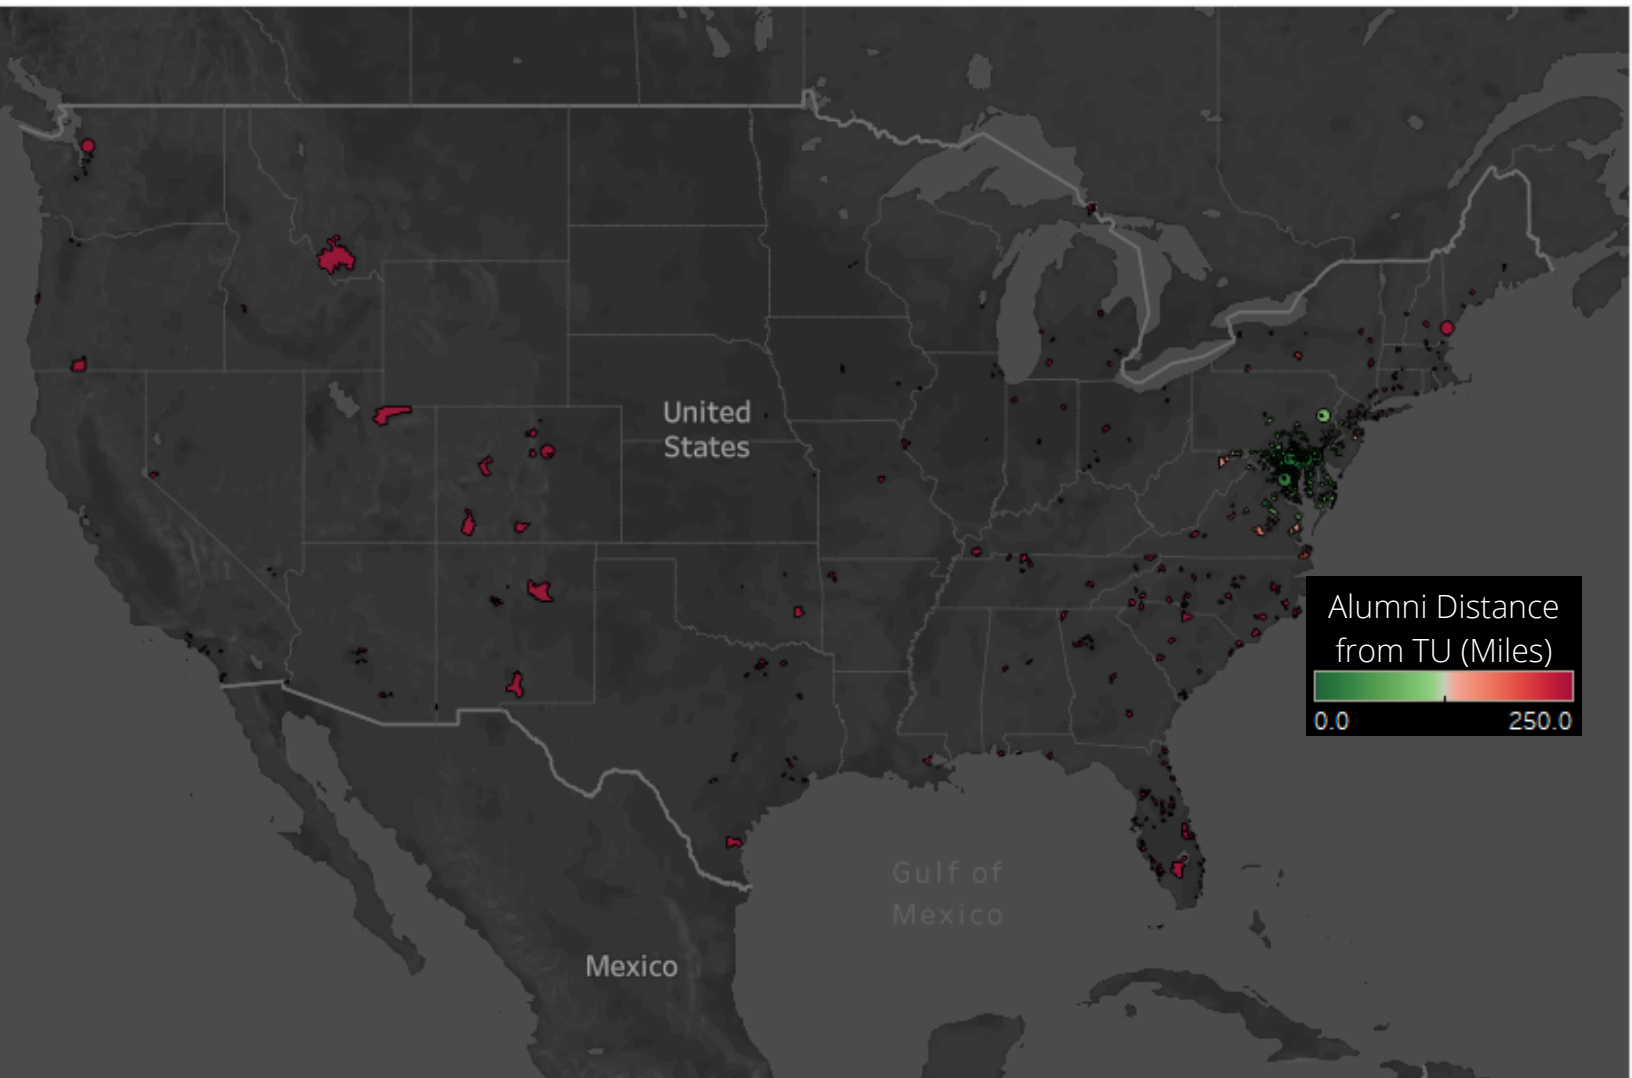 United
States
Alumni Distance
from TU (Miles)
0.0 250.0
Gulf of
Mexico
Mexico